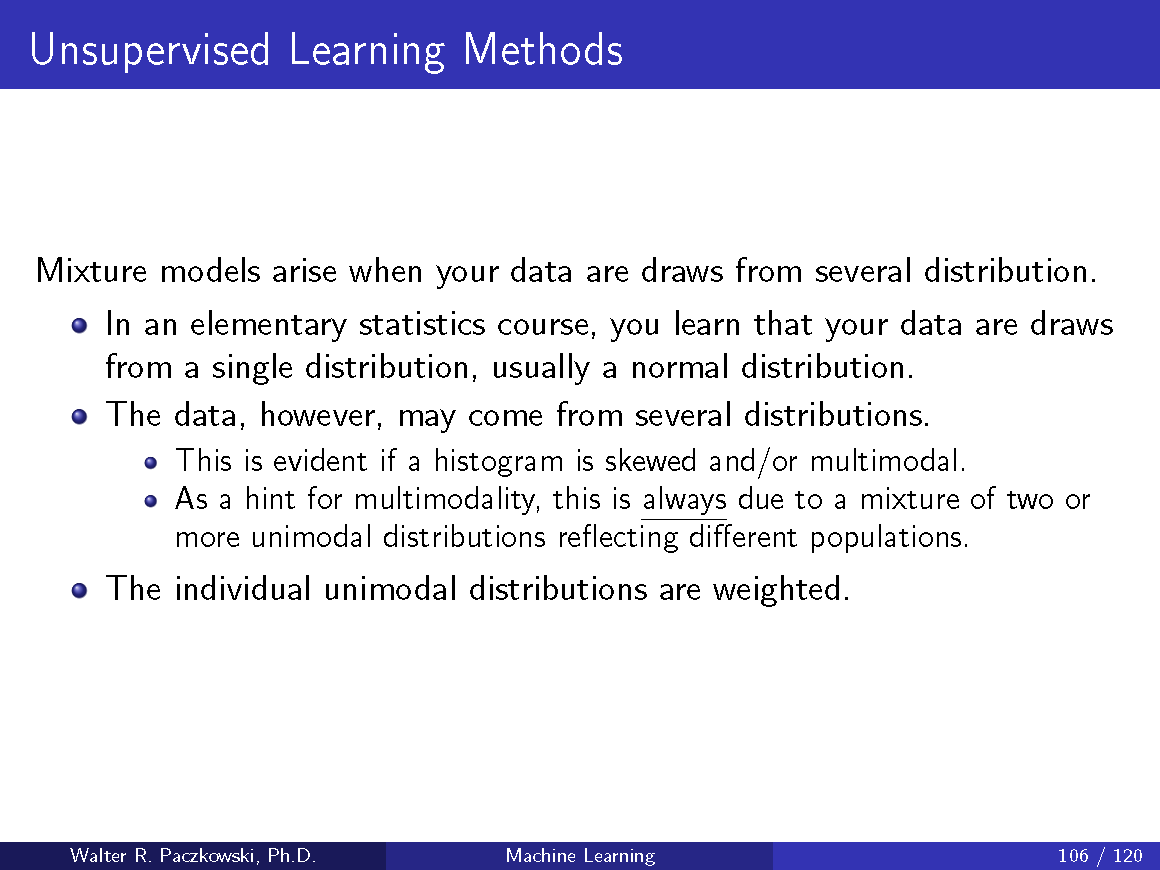 Unsupervised Learning Methods
Mixture models arise when your data are draws from several distribution.
In an elementary statistics course, you learn that your data are draws
from a single distribution, usually a normal distribution.
The data, however, may come from several distributions.
This is evident if a histogram is skewed and/or multimodal.
As a hint for multimodality, this is always due to a mixture of two or
more unimodal distributions reflecting different populations.
The individual unimodal distributions are weighted.
Walter R. Paczkowski, Ph.D.
Machine Learning
106 / 120